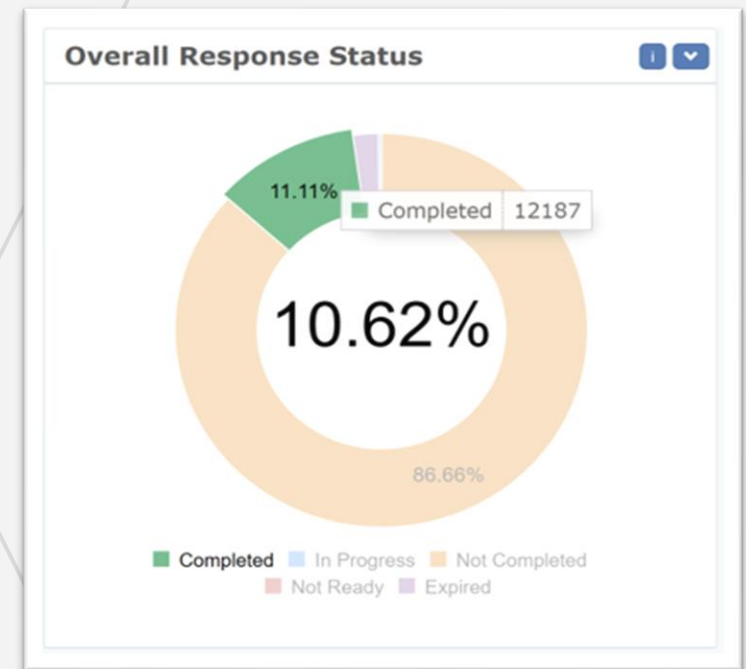 Overall Response Status
i
11.11%
Completed 12187
10.62%
86.66%
Completed In Progress Not Completed
Not Ready Expired